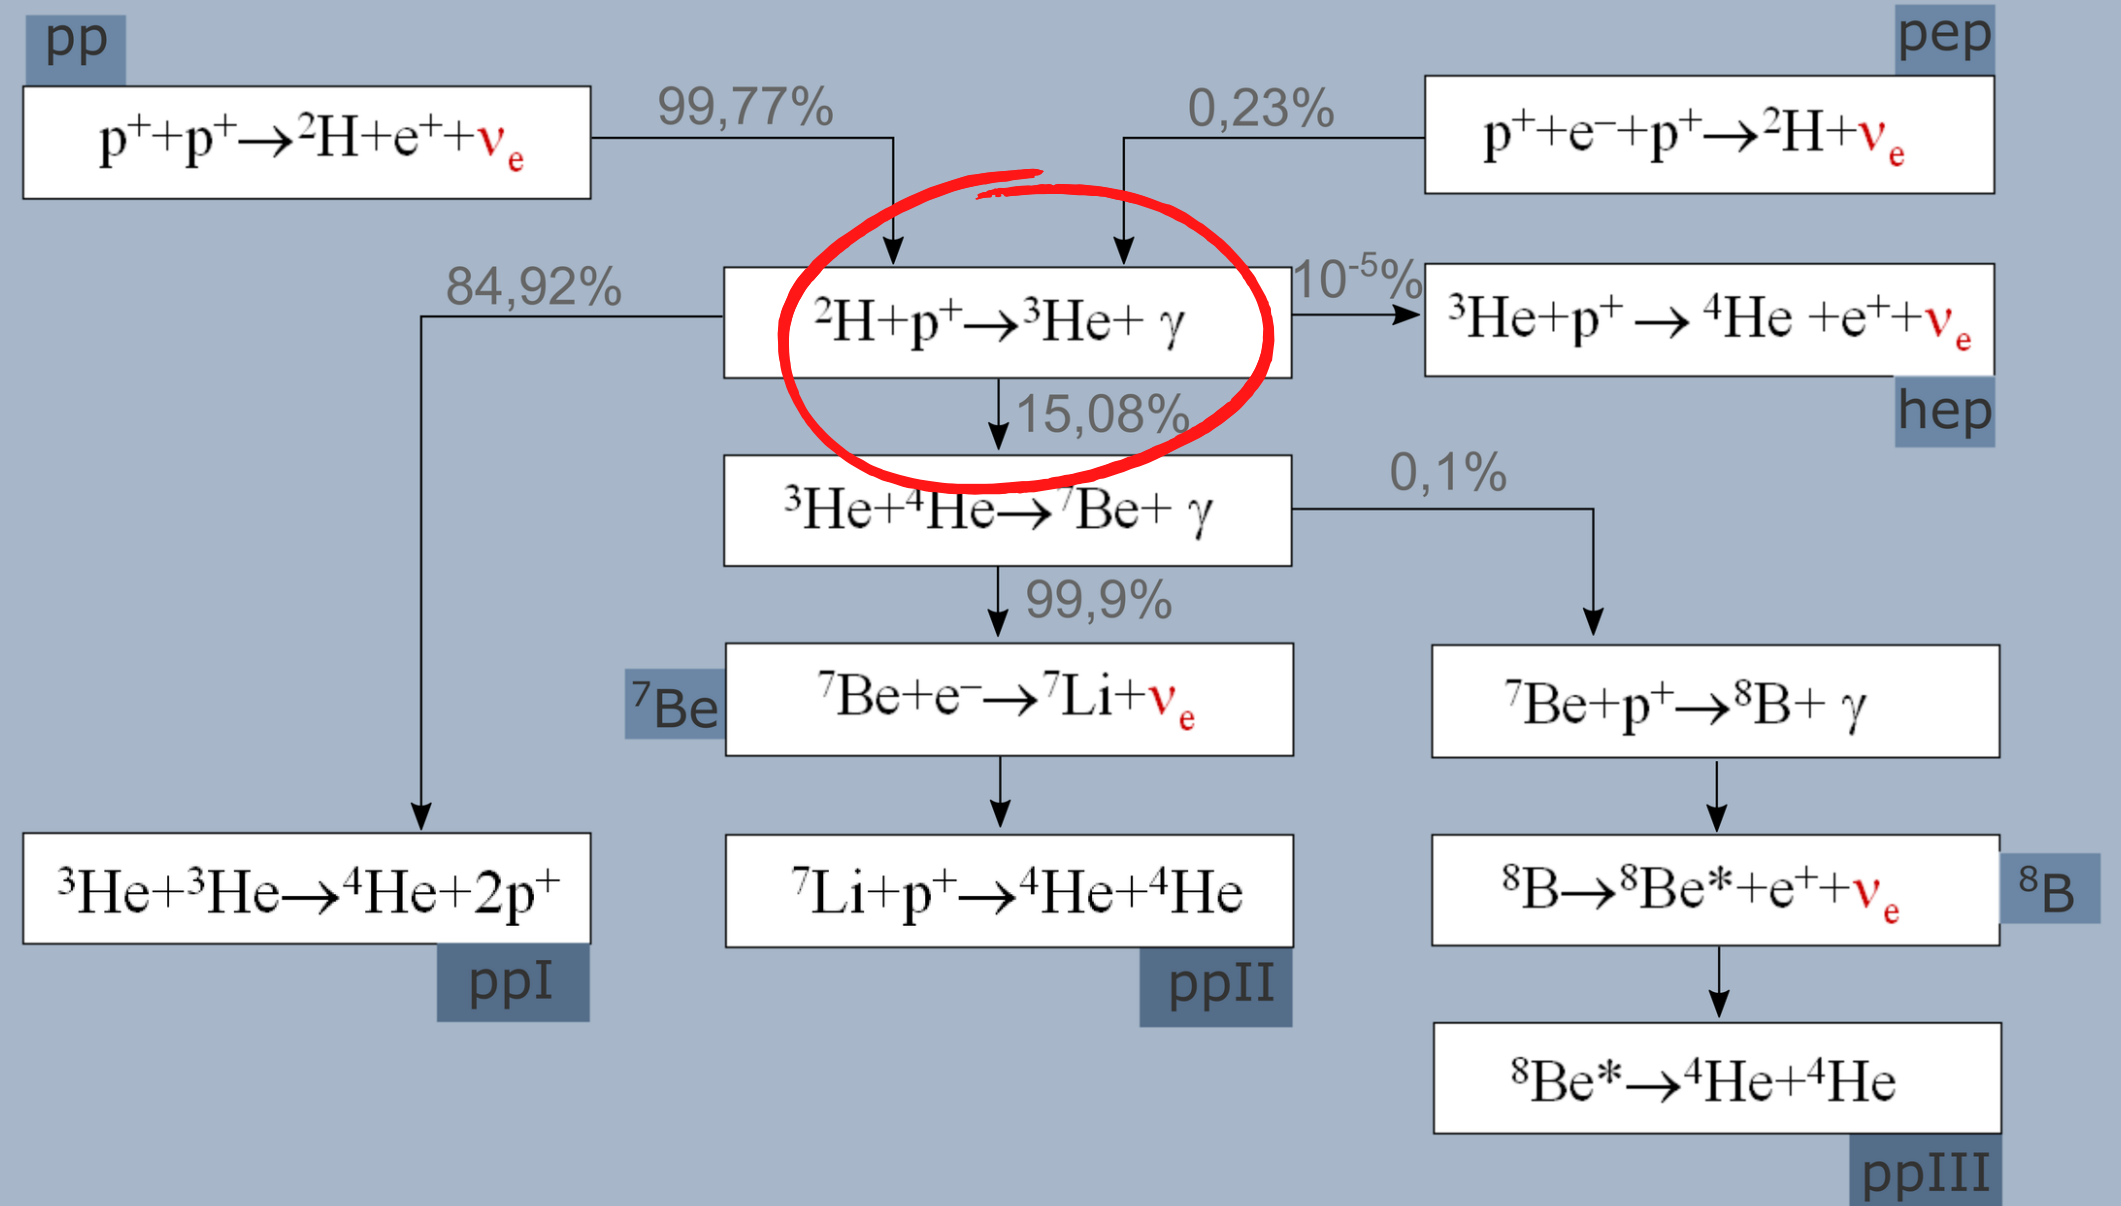 pp
pep
p⁺+p⁺→²H+e⁺+νₑ
99,77%
0,23%
p⁺+e⁻+p⁺→²H+νₑ
84,92%
²H+p⁺→³He+ γ
10⁻⁵%
³He+p⁺ → ⁴He +e⁺+νₑ
hep
15,08%
³He+⁴He→⁷Be+ γ
0,1%
99,9%
⁷Be
⁷Be+e⁻→⁷Li+νₑ
⁷Be+p⁺→⁸B+ γ
³He+³He→⁴He+2p⁺
⁷Li+p⁺→⁴He+⁴He
⁸B→⁸Be*+e⁺+νₑ
⁸B
ppI
ppII
⁸Be*→⁴He+⁴He
ppIII